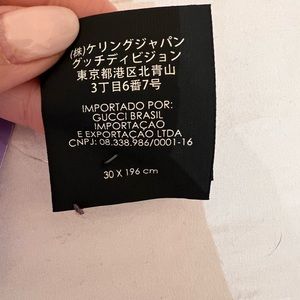 (株)ケリングジャパン
グッチディビジョン
東京都港区北青山
3丁目6番7号
IMPORTADO POR:
GUCCI BRASIL
IMPORTAÇAO
E EXPORTAÇAO LTDA
CNPJ: 08.338.986/0001-16
30 X 196 cm